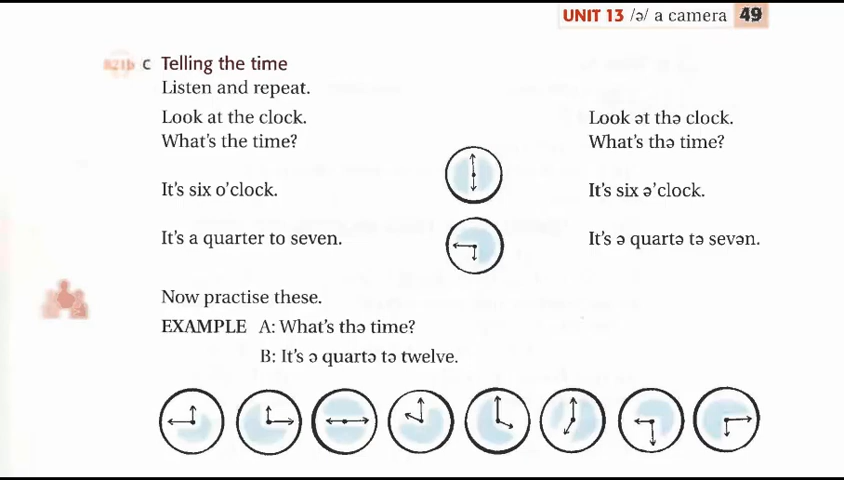 UNIT 13 /ə/ a camera 49
C Telling the time
Listen and repeat.
Look at the clock. Look ət thə clock.
What's the time? What's thə time?
It's six o'clock. It's six ə'clock.
It's a quarter to seven. It's ə quartə tə sevən.
Now practise these.
EXAMPLE A: What's thə time?
B: It's ə quartə tə twelve.